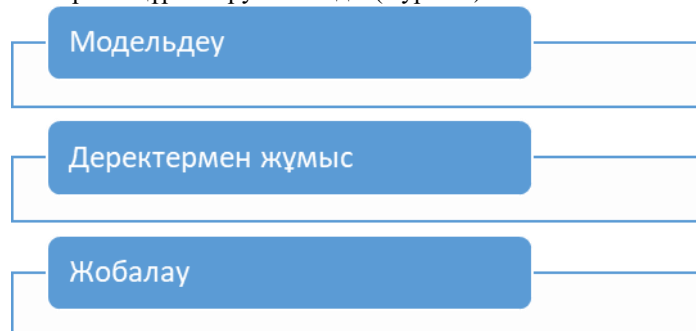 Модельдеу
Деректермен жұмыс
Жобалау